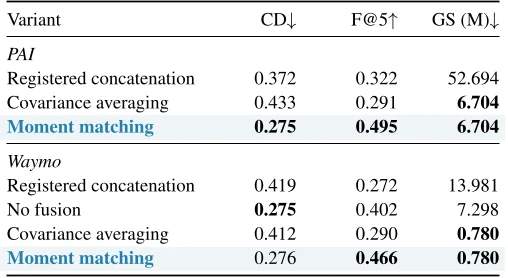 Variant CD↓ F@5↑ GS (M)↓
PAI
Registered concatenation 0.372 0.322 52.694
Covariance averaging 0.433 0.291 6.704
Moment matching 0.275 0.495 6.704
Waymo
Registered concatenation 0.419 0.272 13.981
No fusion 0.275 0.402 7.298
Covariance averaging 0.412 0.290 0.780
Moment matching 0.276 0.466 0.780